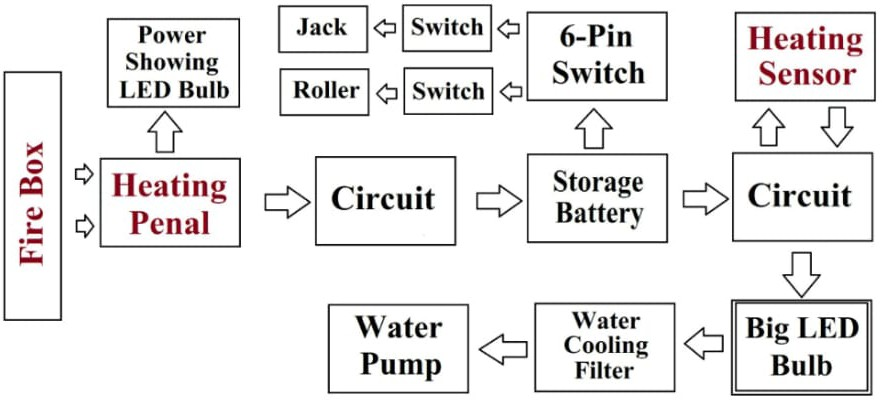 Fire Box
Power
Showing
LED Bulb
Heating
Penal
Jack
Switch
Roller
Switch
6-Pin
Switch
Heating
Sensor
Circuit
Storage
Battery
Circuit
Water
Pump
Water
Cooling
Filter
Big LED
Bulb